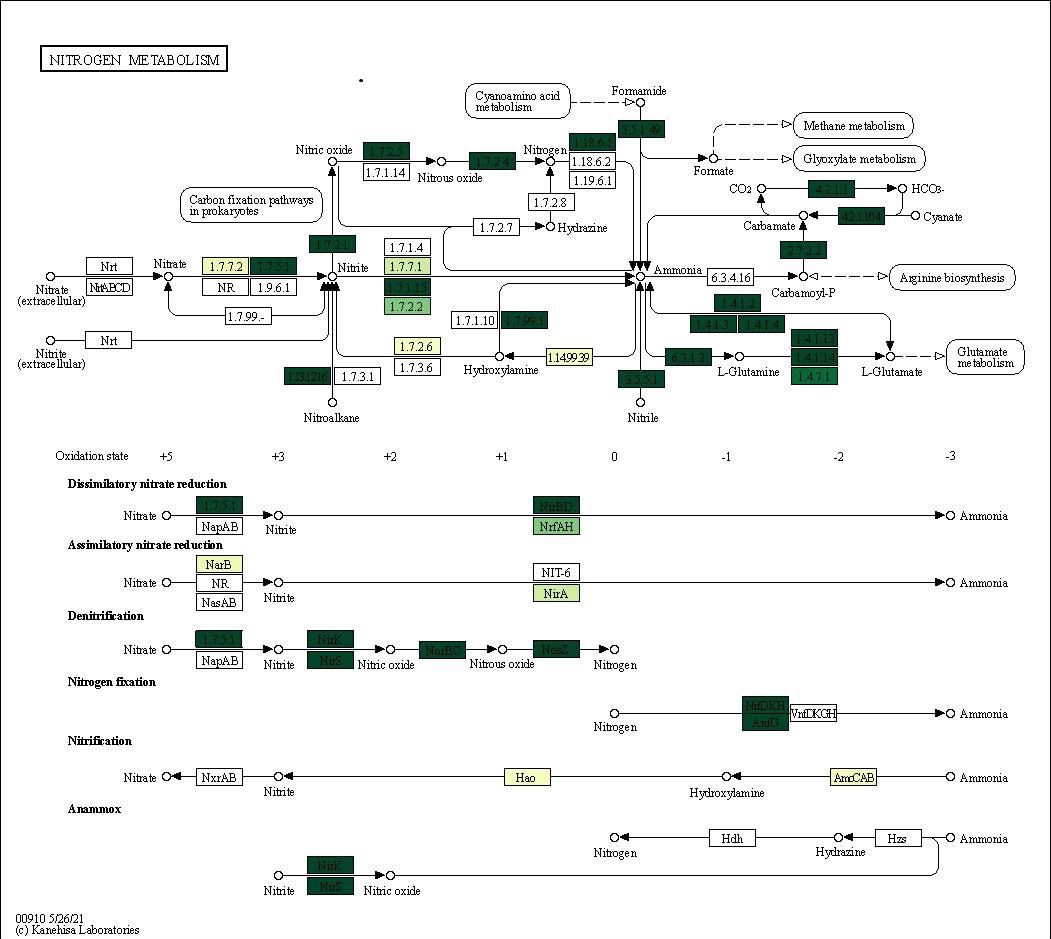 NITROGEN METABOLISM
Cyanoamino acid
metabolism
Formamide
3.5.1.49
Methane metabolism
Nitric oxide
1.7.2.5
1.7.1.14
Nitrous oxide
1.7.2.4
Nitrogen
1.18.6.1
1.18.6.2
1.19.6.1
Formate
Glyoxylate metabolism
Carbon fixation pathways
in prokaryotes
1.7.2.8
1.7.2.7
Hydrazine
CO2
4.2.1.1
HCO3-
Carbamate
4.2.1.104
Cyanate
1.7.2.1
2.7.2.2
Nrt
NrtABCD
Nitrate
(extracellular)
Nitrate
1.7.7.2
1.7.5.1
NR
1.9.6.1
Nitrite
1.7.1.4
1.7.7.1
1.7.1.15
1.7.2.2
Ammonia
6.3.4.16
Carbamoyl-P
Arginine biosynthesis
1.7.99.-
Nrt
Nitrite
(extracellular)
1.7.1.10
1.7.99.1
1.4.1.2
1.4.1.3
1.4.1.4
1.7.2.6
1.7.3.6
Hydroxylamine
1.14.99.39
6.3.1.2
L-Glutamine
1.4.1.13
1.4.1.14
1.4.7.1
L-Glutamate
Glutamate
metabolism
1.13.12.16
1.7.3.1
3.5.5.1
Nitroalkane
Nitrile
Oxidation state +5 +3 +2 +1 0 -1 -2 -3
Dissimilatory nitrate reduction
1.7.5.1 NirBD
Nitrate NapAB Nitrite NrfAH Ammonia
Assimilatory nitrate reduction
NarB NIT-6
Nitrate NR Nitrite Ammonia
NasAB NirA
Denitrification
1.7.5.1 NirK
Nitrate NapAB Nitrite NirS Nitric oxide NorBC Nitrous oxide NosZ Nitrogen
Nitrogen fixation
NifDKH VnfDKGH
Nitrogen AnfG Ammonia
Nitrification
Nitrate NxrAB Nitrite Hao Hydroxylamine AmoCAB Ammonia
Anammox
Nitrogen Hdh Hydrazine Hzs Ammonia
NirK
Nitrite NirS Nitric oxide
00910 5/26/21
(c) Kanehisa Laboratories